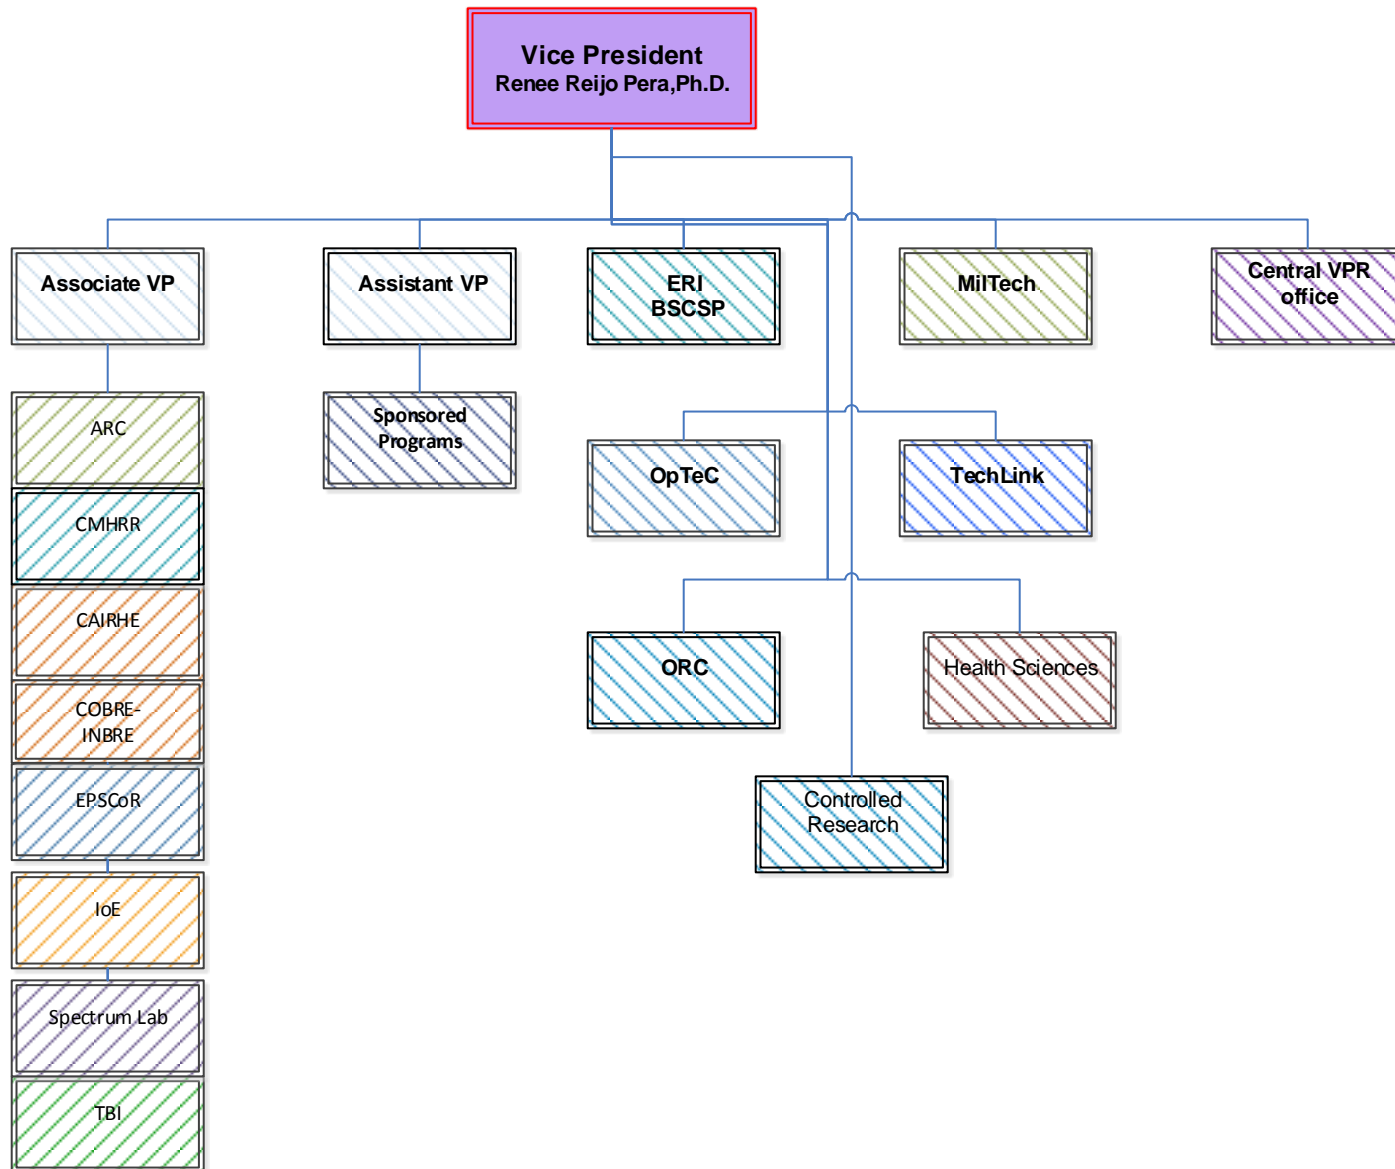 Vice President
Renee Reijo Pera,Ph.D.
Associate VP
Assistant VP
ERI
BSCSP
MilTech
Central VPR
office
ARC
Sponsored
Programs
CMHRR
OpTeC
TechLink
CAIRHE
ORC
Health Sciences
COBRE-
INBRE
EPSCoR
Controlled
Research
IoE
Spectrum Lab
TBI